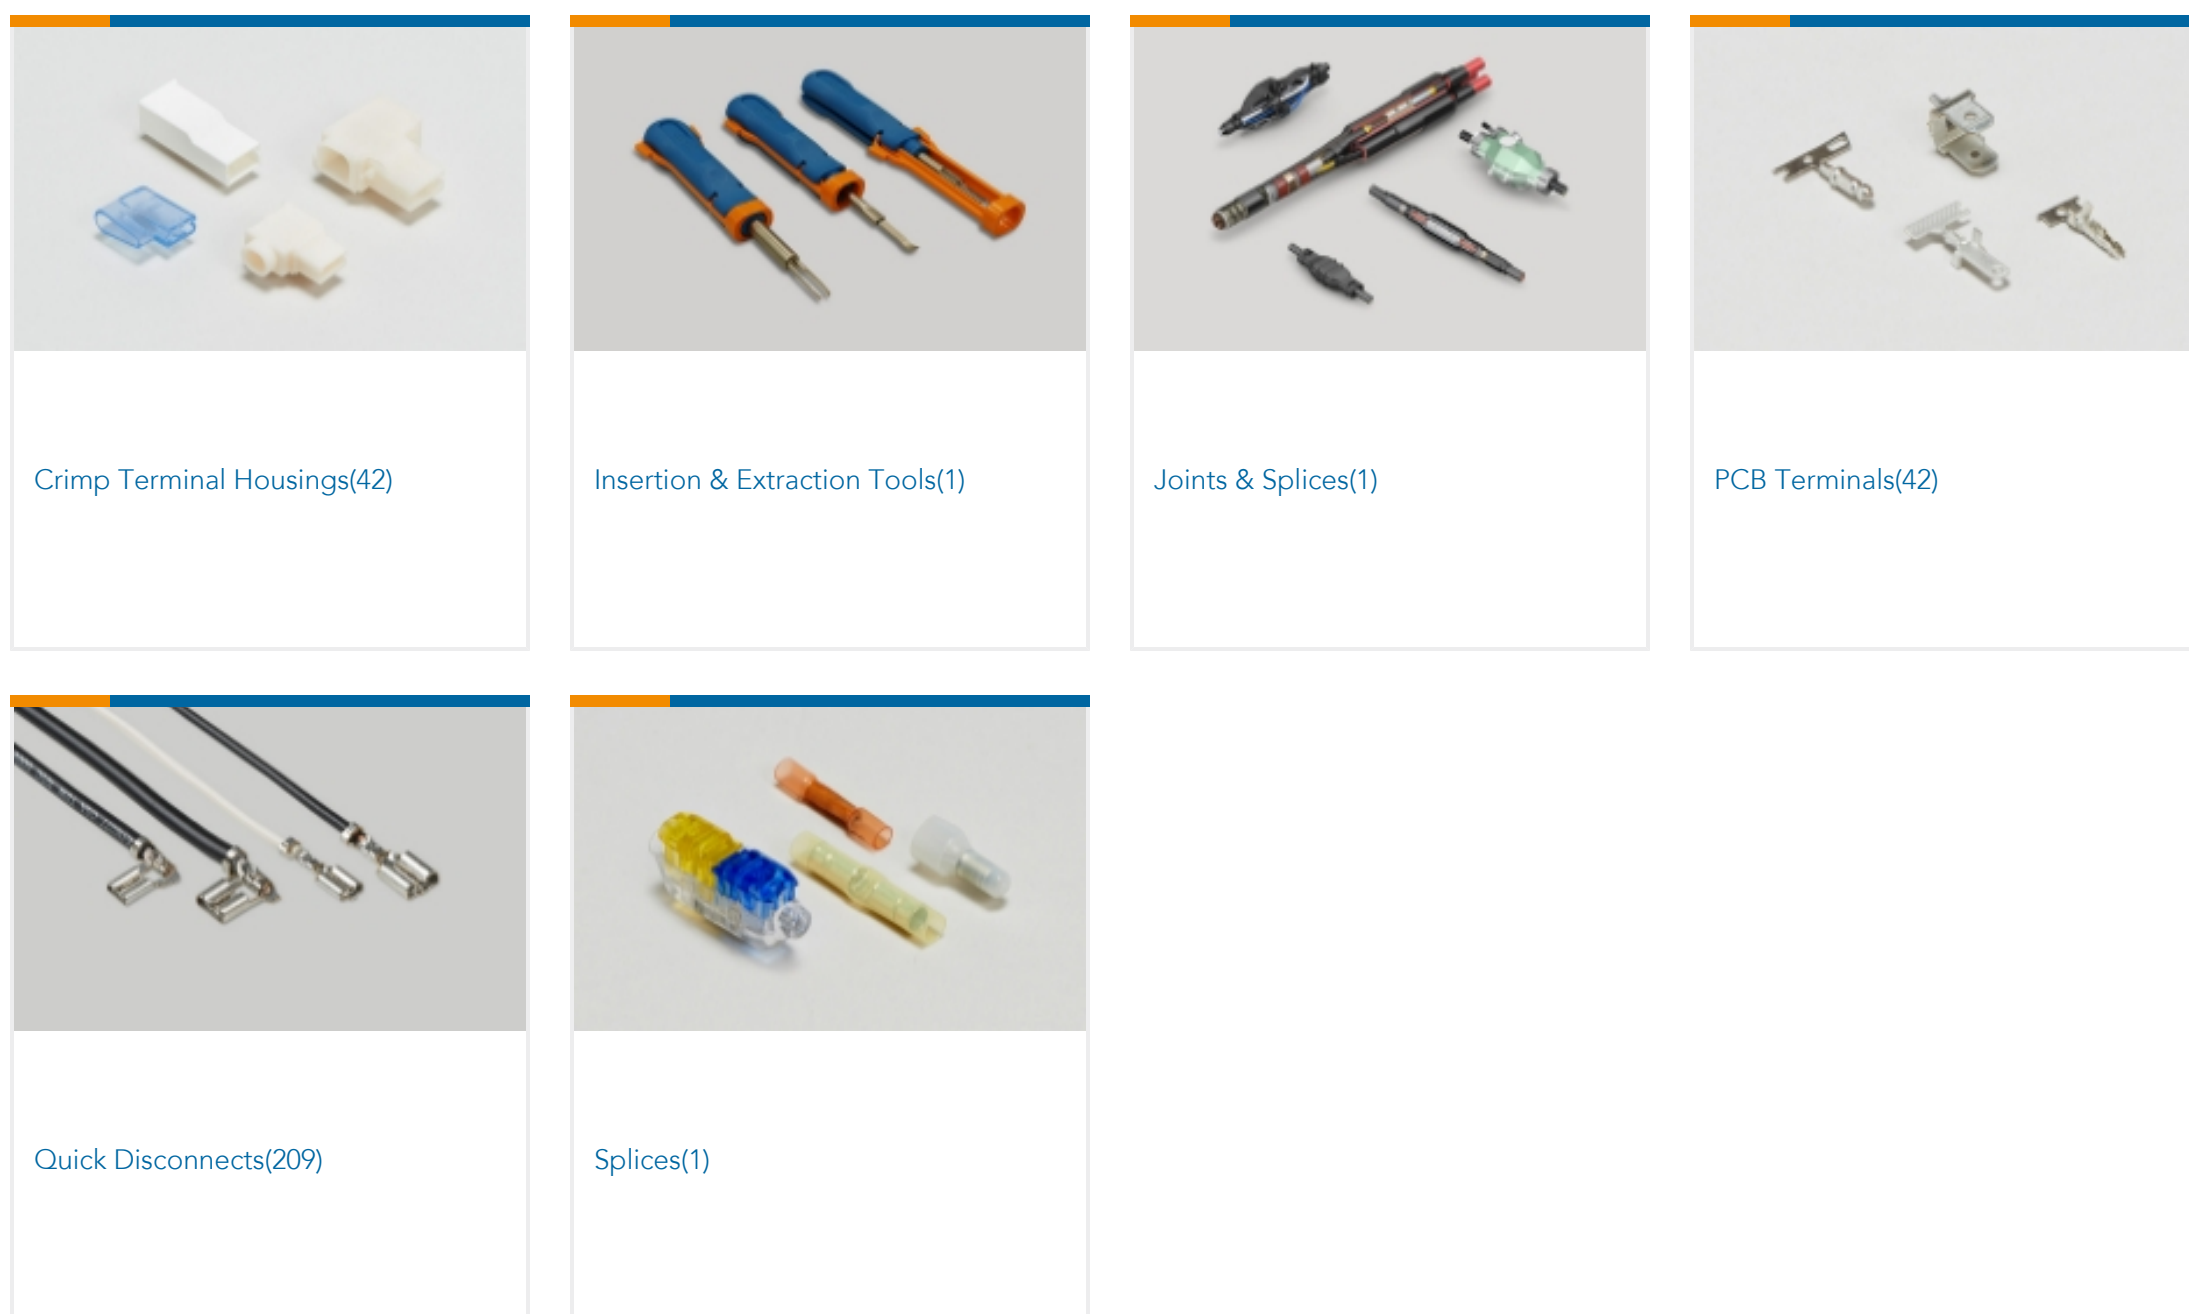 Crimp Terminal Housings(42)
Insertion & Extraction Tools(1)
Joints & Splices(1)
PCB Terminals(42)
Quick Disconnects(209)
Splices(1)